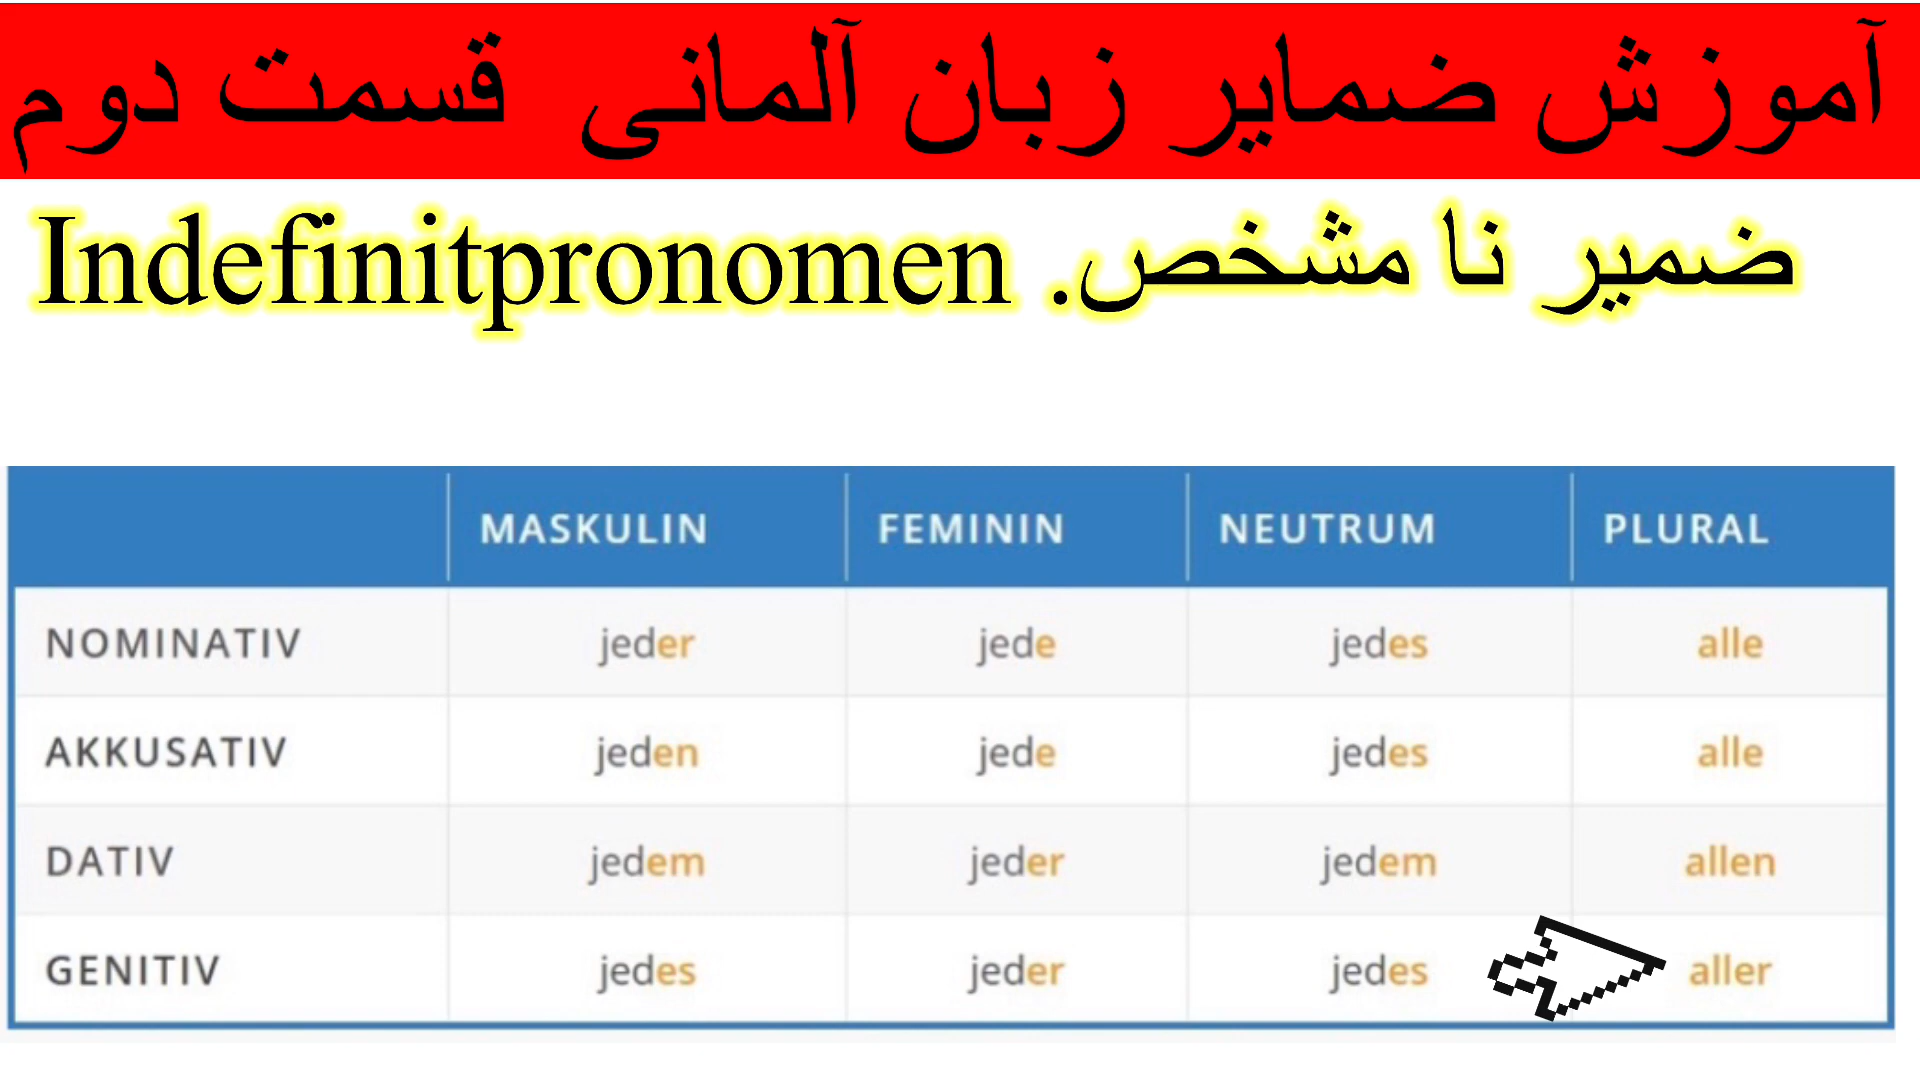 آموزش ضمایر زبان آلمانی قسمت دوم
ضمیر نا مشخص. Indefinitpronomen
MASKULIN FEMININ NEUTRUM PLURAL
NOMINATIV jeder jede jedes alle
AKKUSATIV jeden jede jedes alle
DATIV jedem jeder jedem allen
GENITIV jedes jeder jedes aller